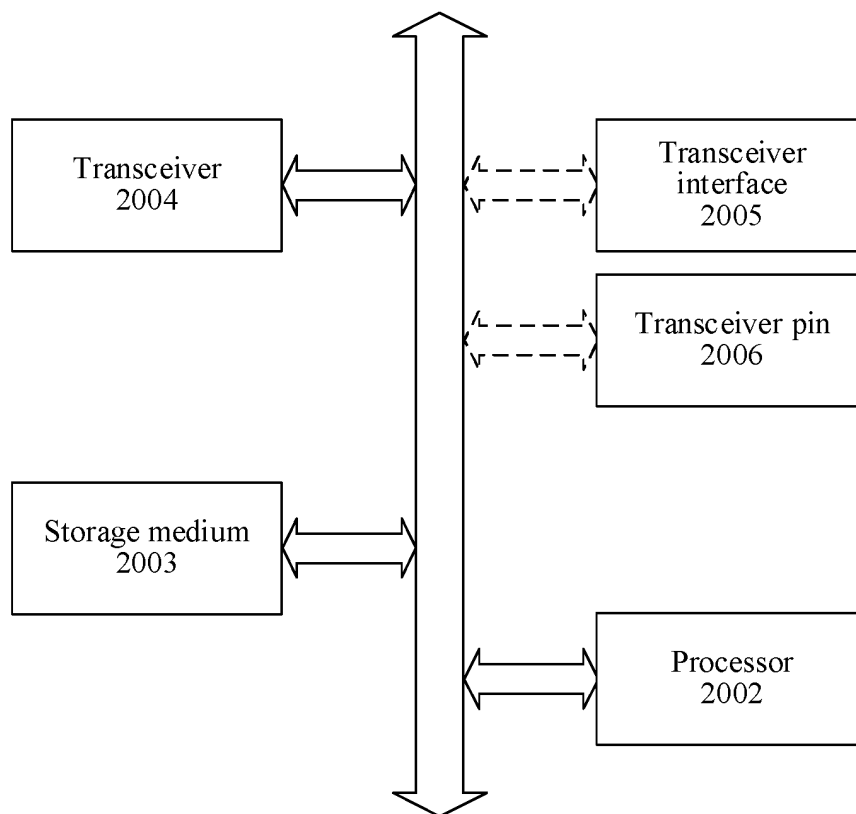 Transceiver
2004
Transceiver
interface
2005
Transceiver pin
2006
Storage medium
2003
Processor
2002